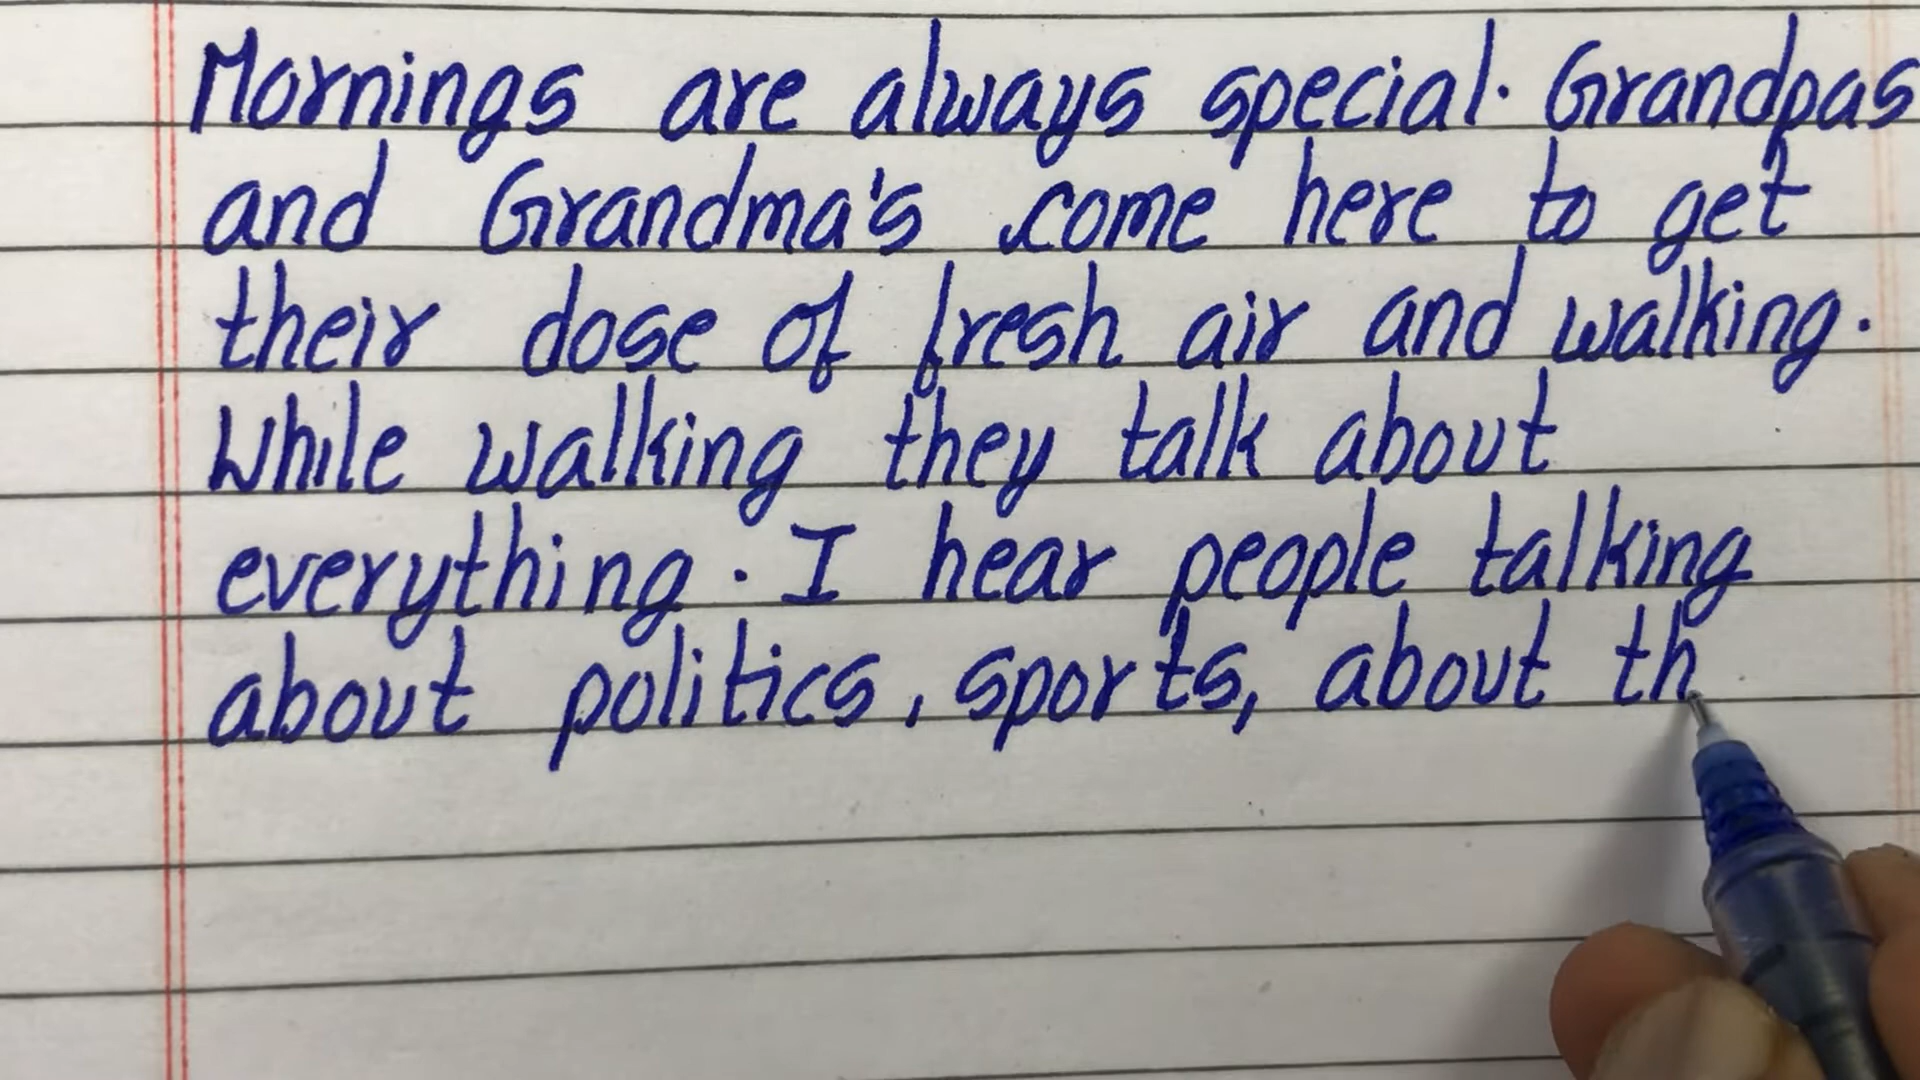 Mornings are always special. Grandpas
and Grandma's come here to get
their dose of fresh air and walking.
While walking they talk about
everything. I hear people talking
about politics, sports, about th